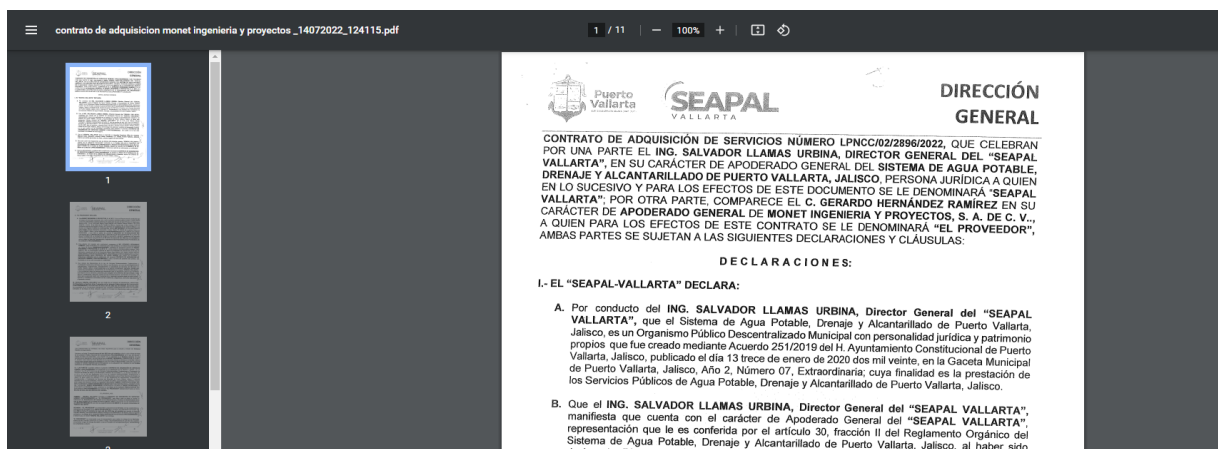 contrato de adquisicion monet ingenieria y proyectos _14072022_124115.pdf
1 / 11
100%
1
2
Puerto
Vallarta
SEAPAL
VALLARTA
DIRECCIÓN
GENERAL
CONTRATO DE ADQUISICIÓN DE SERVICIOS NÚMERO LPNCC/02/2896/2022, QUE CELEBRAN
POR UNA PARTE EL ING. SALVADOR LLAMAS URBINA, DIRECTOR GENERAL DEL "SEAPAL
VALLARTA", EN SU CARÁCTER DE APODERADO GENERAL DEL SISTEMA DE AGUA POTABLE,
DRENAJE Y ALCANTARILLADO DE PUERTO VALLARTA, JALISCO, PERSONA JURÍDICA A QUIEN
EN LO SUCESIVO Y PARA LOS EFECTOS DE ESTE DOCUMENTO SE LE DENOMINARÁ "SEAPAL
VALLARTA"; POR OTRA PARTE, COMPARECE EL C. GERARDO HERNÁNDEZ RAMÍREZ EN SU
CARÁCTER DE APODERADO GENERAL DE MONET INGENIERIA Y PROYECTOS, S. A. DE C. V..,
A QUIEN PARA LOS EFECTOS DE ESTE CONTRATO SE LE DENOMINARÁ "EL PROVEEDOR",
AMBAS PARTES SE SUJETAN A LAS SIGUIENTES DECLARACIONES Y CLÁUSULAS:
DECLARACIONES:
I.- EL "SEAPAL-VALLARTA" DECLARA:
A. Por conducto del ING. SALVADOR LLAMAS URBINA, Director General del "SEAPAL
VALLARTA", que el Sistema de Agua Potable, Drenaje y Alcantarillado de Puerto Vallarta,
Jalisco, es un Organismo Público Descentralizado Municipal con personalidad jurídica y patrimonio
propios que fue creado mediante Acuerdo 251/2019 del H. Ayuntamiento Constitucional de Puerto
Vallarta, Jalisco, publicado el día 13 trece de enero de 2020 dos mil veinte, en la Gaceta Municipal
de Puerto Vallarta, Jalisco, Año 2, Número 07, Extraordinaria; cuya finalidad es la prestación de
los Servicios Públicos de Agua Potable, Drenaje y Alcantarillado de Puerto Vallarta, Jalisco.
B. Que el ING. SALVADOR LLAMAS URBINA, Director General del "SEAPAL VALLARTA",
manifiesta que cuenta con el carácter de Apoderado General del "SEAPAL VALLARTA",
representación que le es conferida por el artículo 30, fracción II del Reglamento Orgánico del
Sistema de Agua Potable, Drenaje y Alcantarillado de Puerto Vallarta, Jalisco, al haber sido